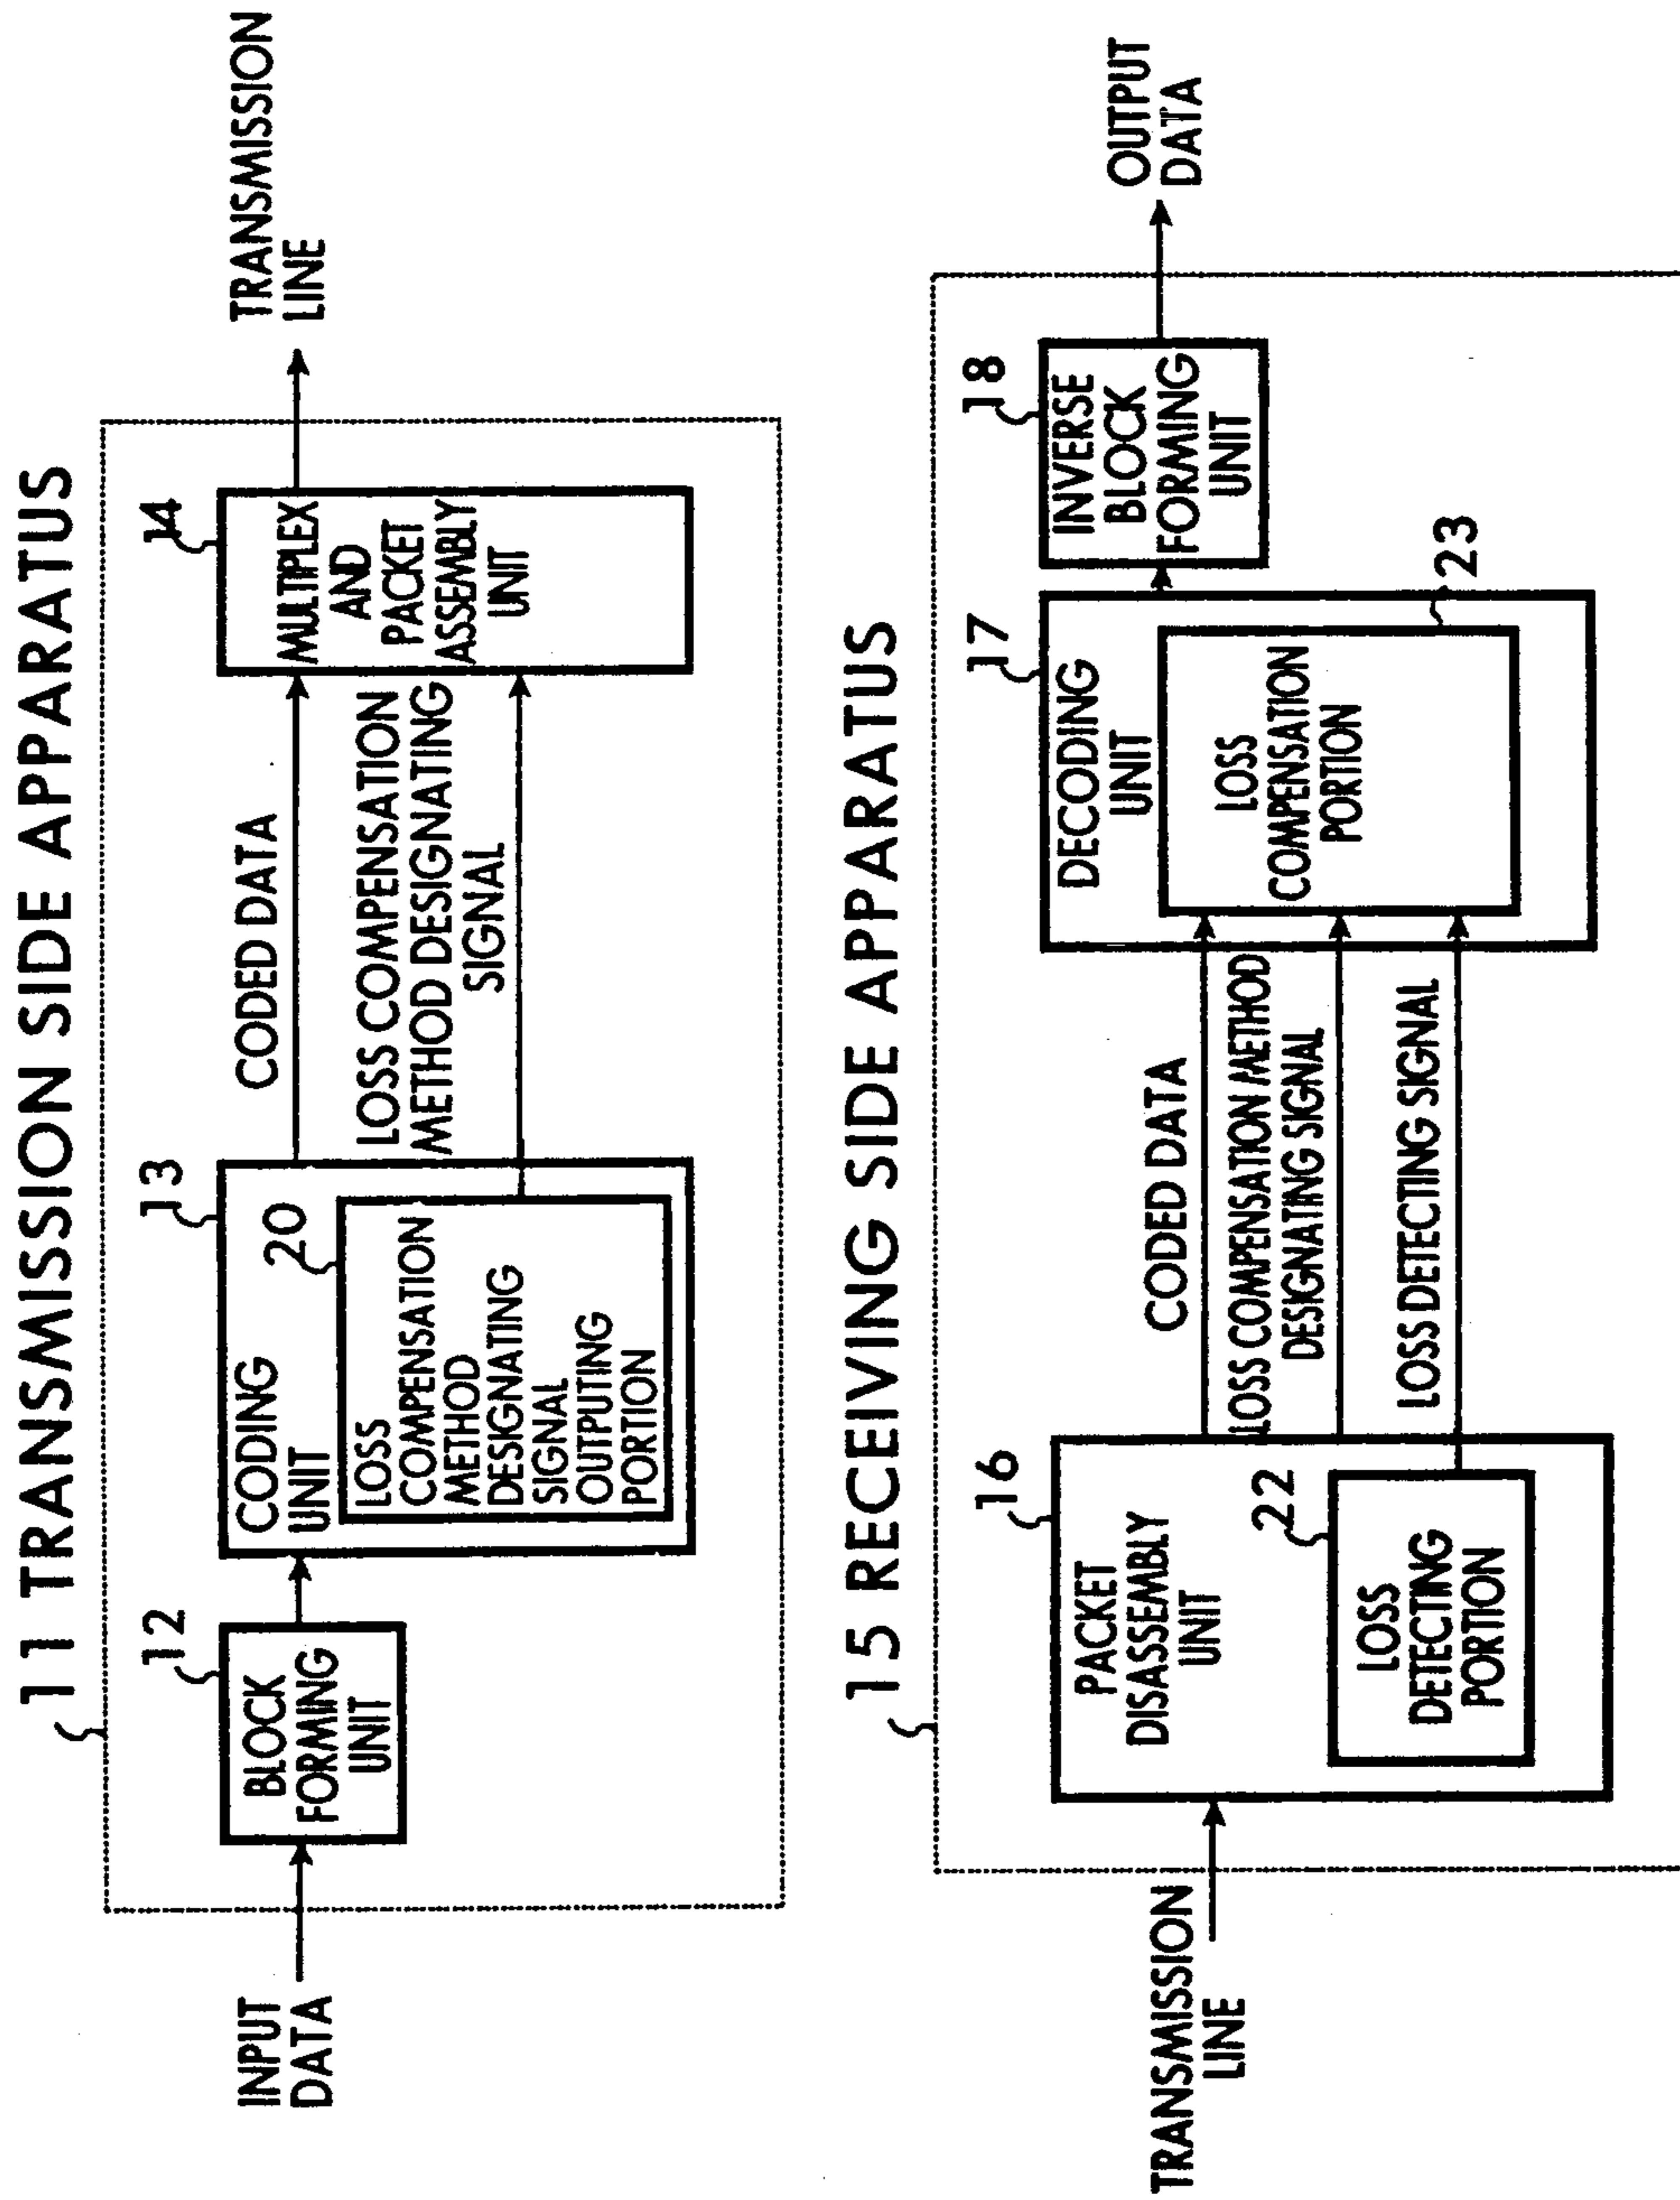 11 TRANSMISSION SIDE APPARATUS
INPUT
DATA
12
BLOCK
FORMING
UNIT
13
CODING
UNIT
20
LOSS
COMPENSATION
METHOD
DESIGNATING
SIGNAL
OUTPUTING
PORTION
CODED DATA
LOSS COMPENSATION
METHOD DESIGNATING
SIGNAL
14
MULTIPLEX
AND
PACKET
ASSEMBLY
UNIT
TRANSMISSION
LINE
15 RECEIVING SIDE APPARATUS
TRANSMISSION
LINE
16
PACKET
DISASSEMBLY
UNIT
22
LOSS
DETECTING
PORTION
CODED DATA
LOSS COMPENSATION METHOD
DESIGNATING SIGNAL
LOSS DETECTING SIGNAL
17
DECODING
UNIT
LOSS
COMPENSATION
PORTION
23
18
INVERSE
BLOCK
FORMING
UNIT
OUTPUT
DATA